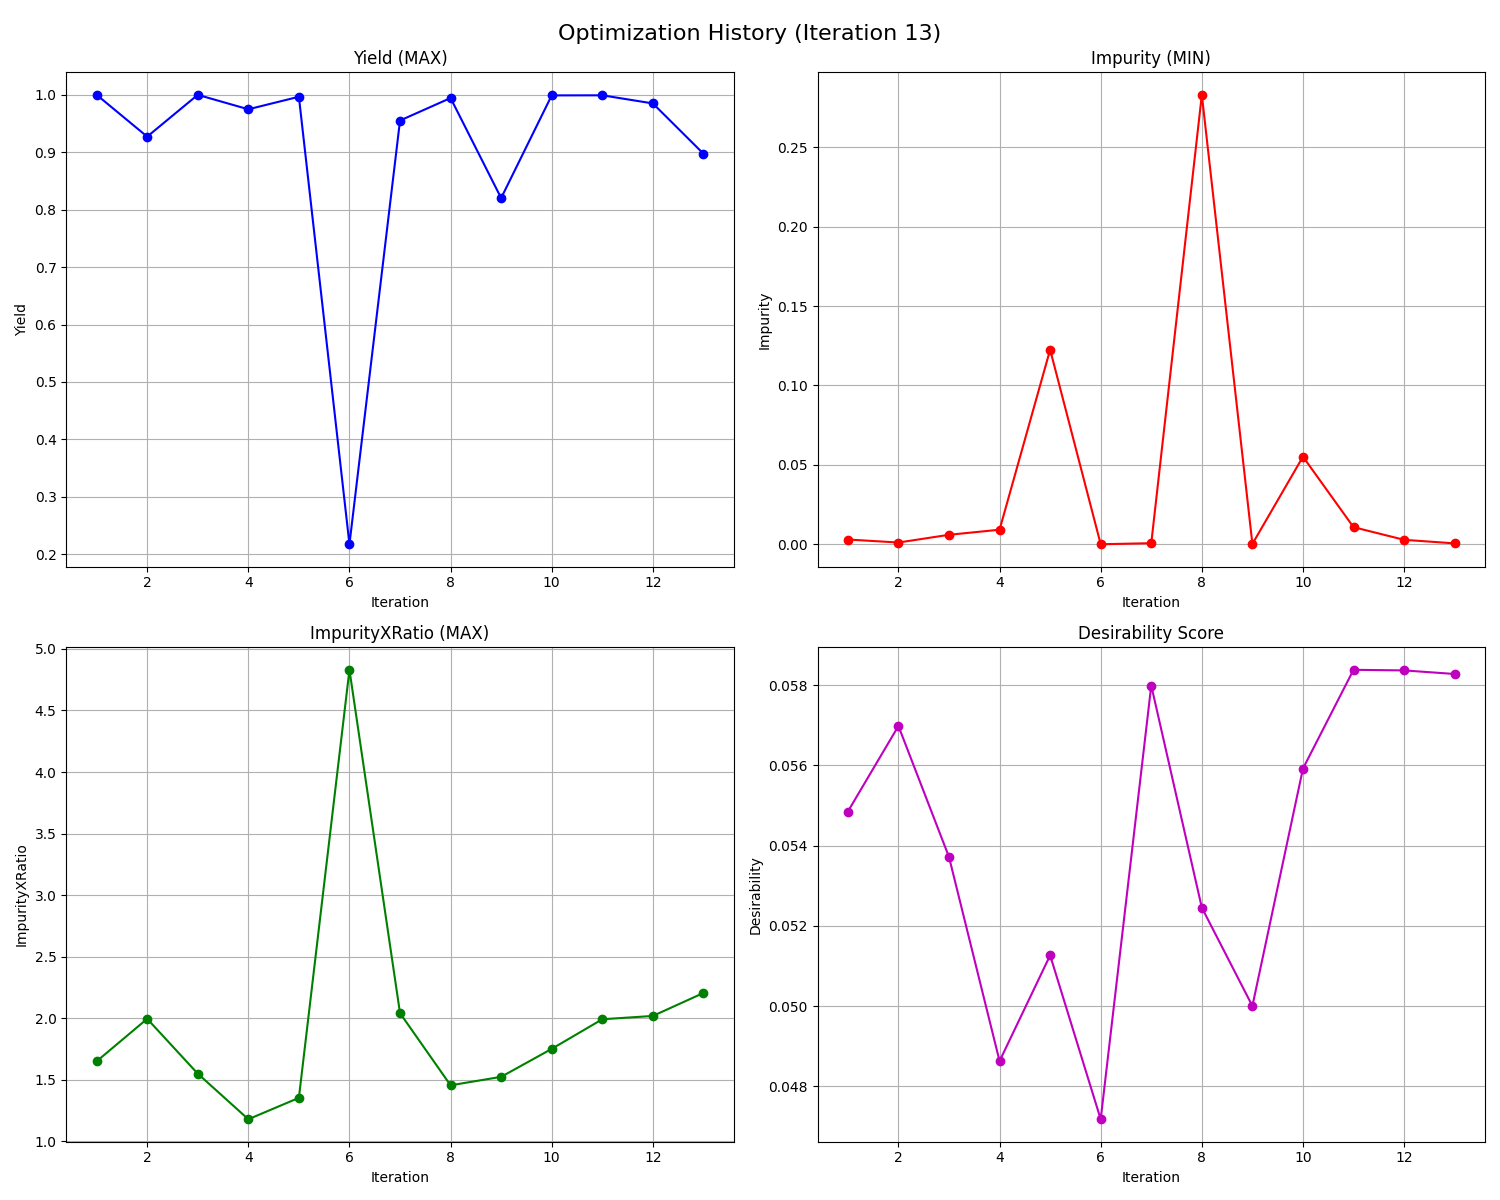 Optimization History (Iteration 13)
Yield (MAX)
1.0
0.9
0.8
0.7
0.6
0.5
0.4
0.3
0.2
Yield
2 4 6 8 10 12
Iteration
Impurity (MIN)
0.25
0.20
0.15
0.10
0.05
0.00
Impurity
2 4 6 8 10 12
Iteration
ImpurityXRatio (MAX)
5.0
4.5
4.0
3.5
3.0
2.5
2.0
1.5
1.0
ImpurityXRatio
2 4 6 8 10 12
Iteration
Desirability Score
0.058
0.056
0.054
0.052
0.050
0.048
Desirability
2 4 6 8 10 12
Iteration